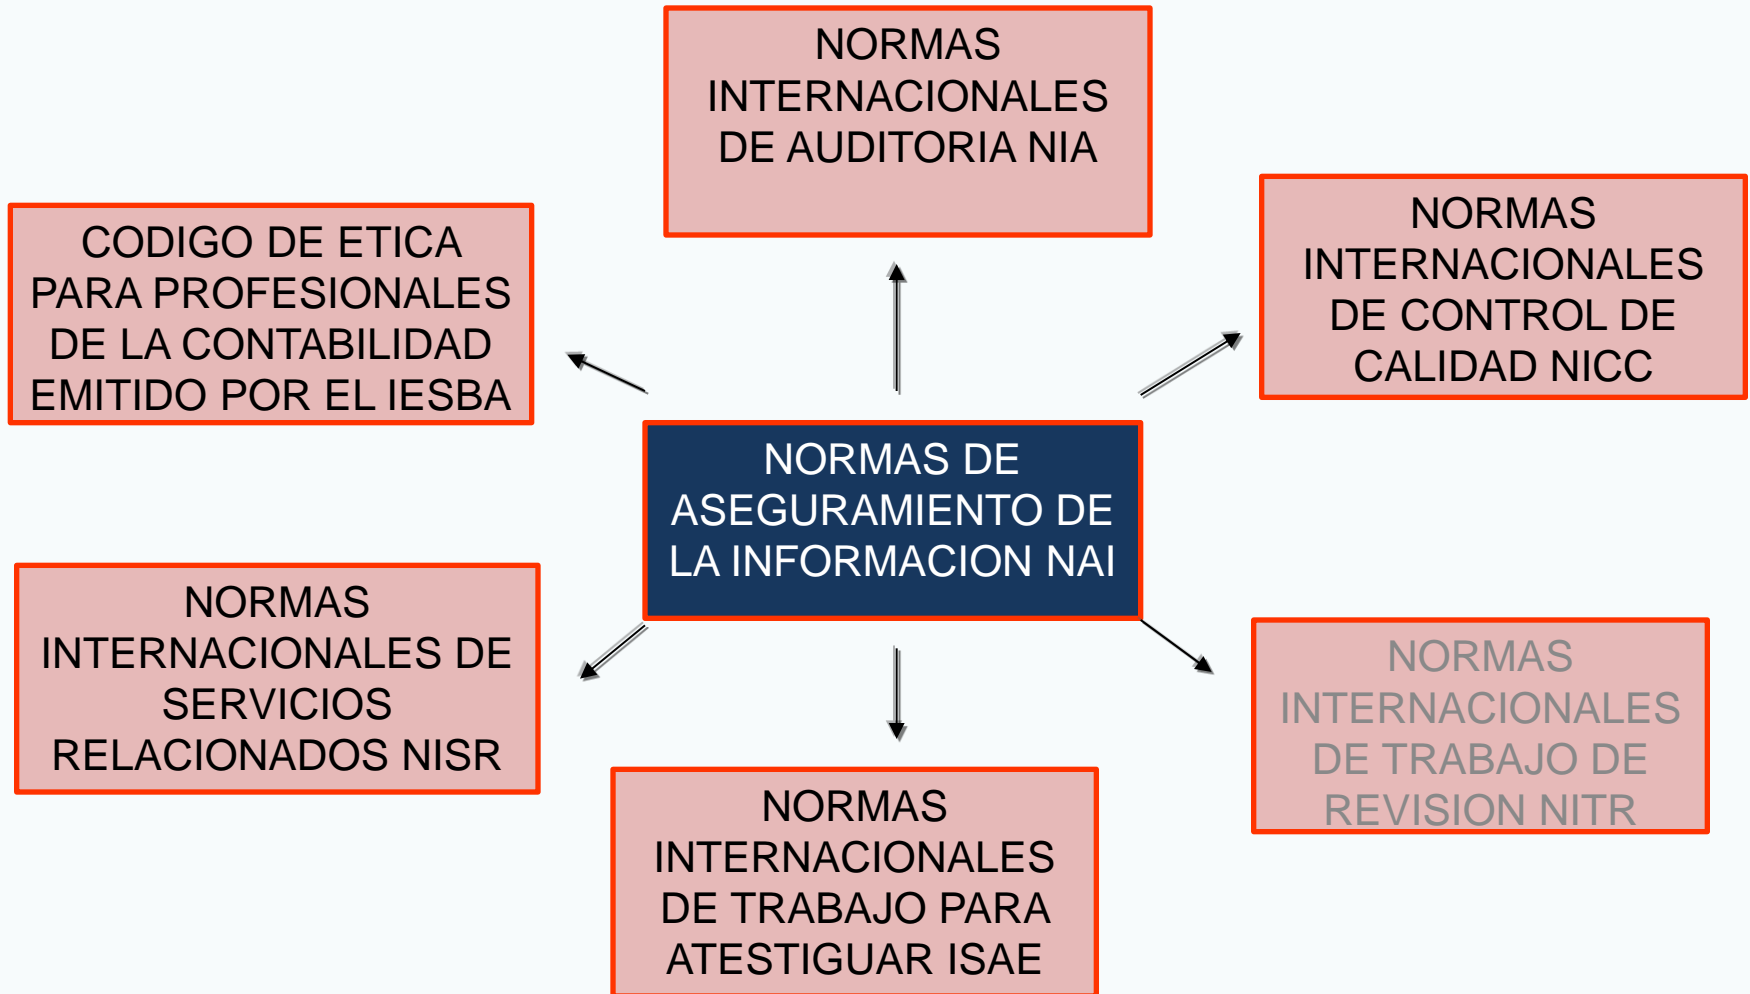 NORMAS
INTERNACIONALES
DE AUDITORIA NIA
CODIGO DE ETICA
PARA PROFESIONALES
DE LA CONTABILIDAD
EMITIDO POR EL IESBA
NORMAS
INTERNACIONALES
DE CONTROL DE
CALIDAD NICC
NORMAS DE
ASEGURAMIENTO DE
LA INFORMACION NAI
NORMAS
INTERNACIONALES DE
SERVICIOS
RELACIONADOS NISR
NORMAS
INTERNACIONALES
DE TRABAJO DE
REVISION NITR
NORMAS
INTERNACIONALES
DE TRABAJO PARA
ATESTIGUAR ISAE